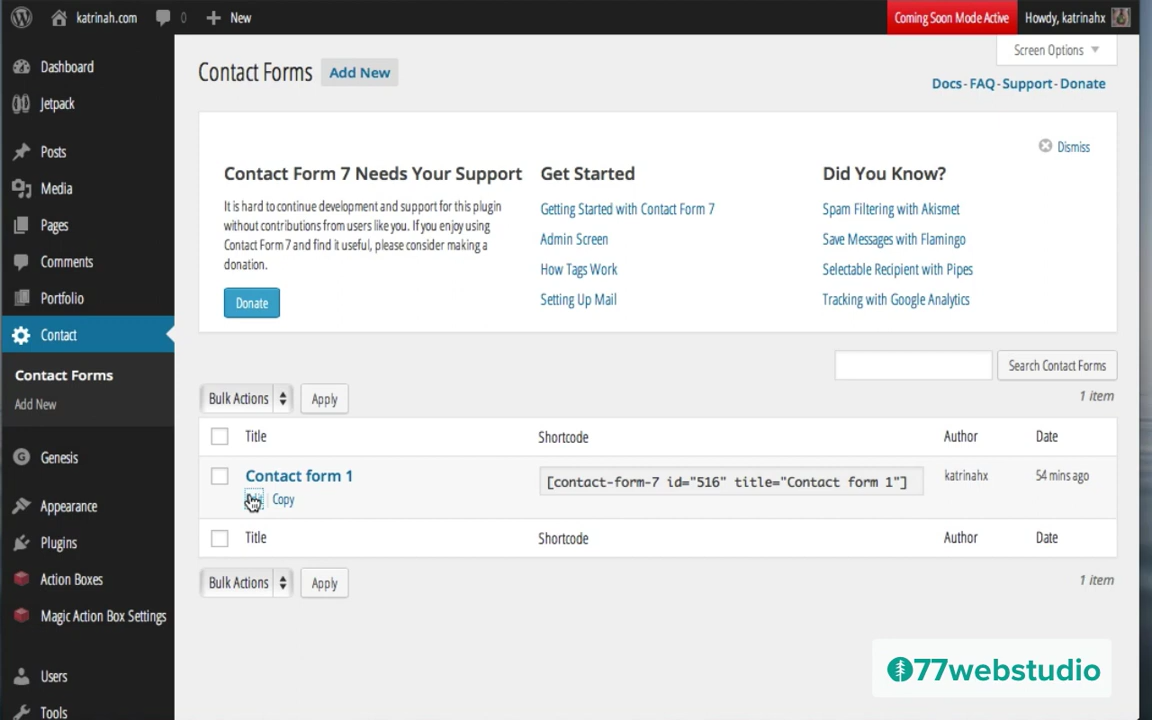 katrinah.com 0 New Coming Soon Mode Active Howdy, katrinahx
Screen Options
Dashboard
Jetpack
Posts
Media
Pages
Comments
Portfolio
Contact
Contact Forms
Add New
Genesis
Appearance
Plugins
Action Boxes
Magic Action Box Settings
Users
Tools
Contact Forms Add New
Docs - FAQ - Support - Donate
Dismiss
Contact Form 7 Needs Your Support
It is hard to continue development and support for this plugin
without contributions from users like you. If you enjoy using
Contact Form 7 and find it useful, please consider making a
donation.
Donate
Get Started
Getting Started with Contact Form 7
Admin Screen
How Tags Work
Setting Up Mail
Did You Know?
Spam Filtering with Akismet
Save Messages with Flamingo
Selectable Recipient with Pipes
Tracking with Google Analytics
Search Contact Forms
Bulk Actions Apply 1 item
Title Shortcode Author Date
Contact form 1 [contact-form-7 id="516" title="Contact form 1"] katrinahx 54 mins ago
| Copy
Title Shortcode Author Date
Bulk Actions Apply 1 item
77webstudio